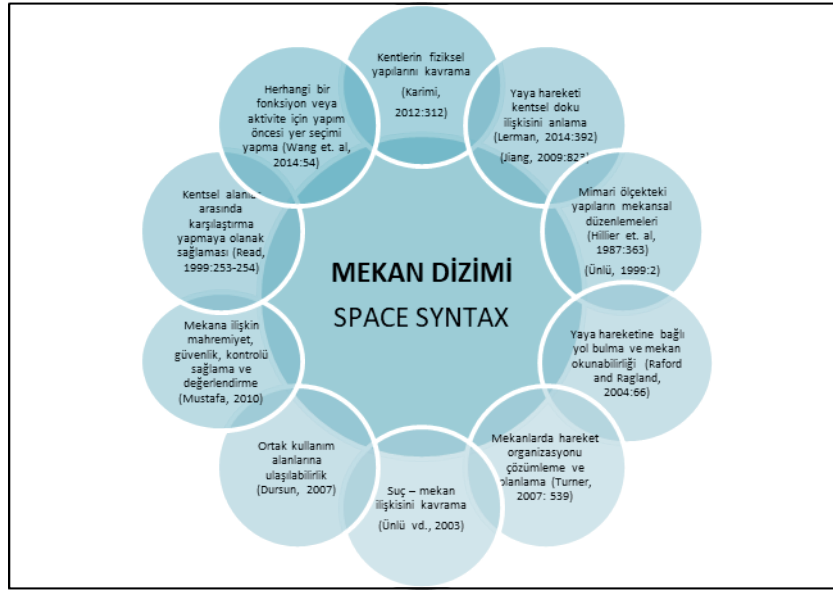 Kentlerin fiziksel
yapılarını kavrama
(Karimi,
2012:312)
Yaya hareketi
kentsel doku
ilişkisini anlama
(Lerman, 2014:392)
(Jiang, 2009:823)
Mimari ölçekteki
yapıların mekansal
düzenlemeleri
(Hillier et. al,
1987:363)
(Ünlü, 1999:2)
Yaya hareketine bağlı
yol bulma ve mekan
okunabilirliği (Raford
and Ragland,
2004:66)
Mekanlarda hareket
organizasyonu
çözümleme ve
planlama (Turner,
2007: 539)
Suç – mekan
ilişkisini kavrama
(Ünlü vd., 2003)
Ortak kullanım
alanlarına
ulaşılabilirlik
(Dursun, 2007)
Mekana ilişkin
mahremiyet,
güvenlik, kontrolü
sağlama ve
değerlendirme
(Mustafa, 2010)
Kentsel alanlar
arasında
karşılaştırma
yapmaya olanak
sağlaması (Read,
1999:253-254)
Herhangi bir
fonksiyon veya
aktivite için yapım
öncesi yer seçimi
yapma (Wang et. al,
2014:54)
MEKAN DİZİMİ
SPACE SYNTAX